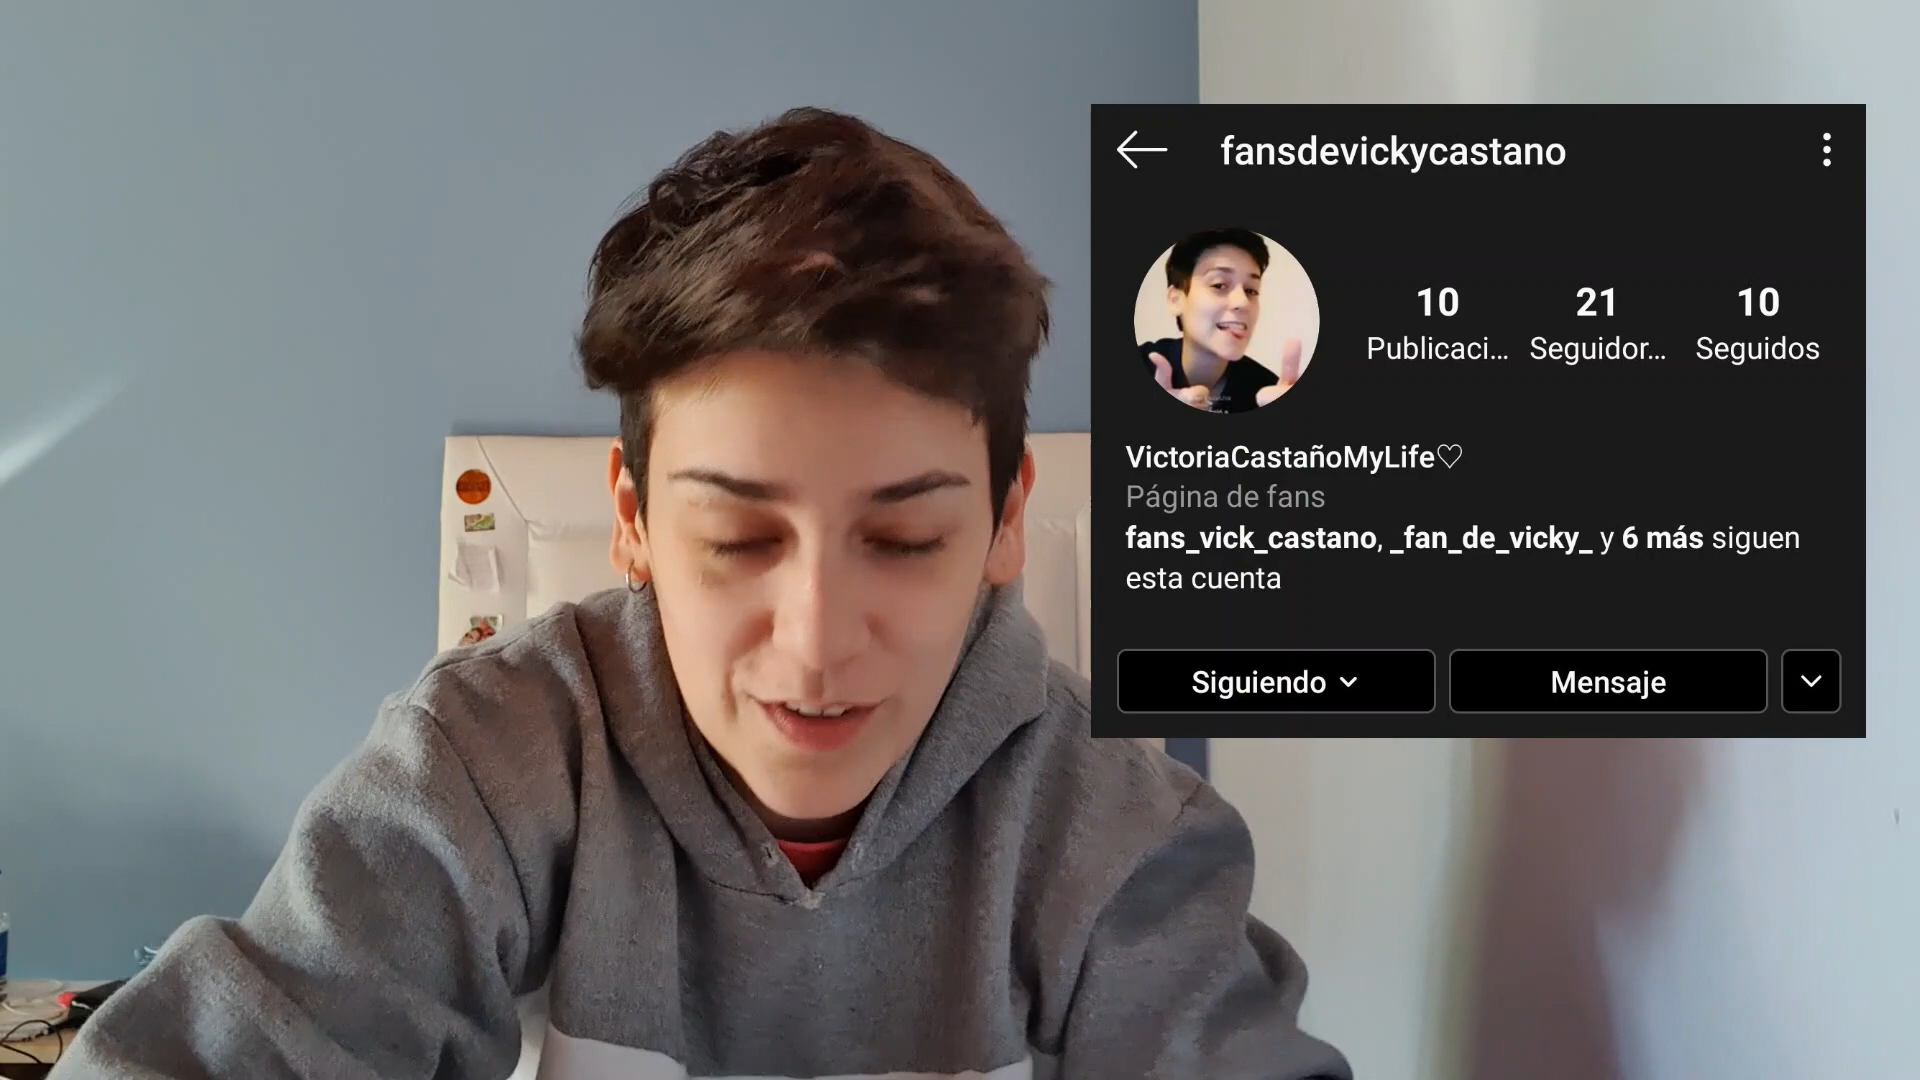 fansdevickycastano
10 21 10
Publicaci... Seguidor... Seguidos
VictoriaCastañoMyLife♡
Página de fans
fans_vick_castano, _fan_de_vicky_ y 6 más siguen
esta cuenta
Siguiendo Mensaje